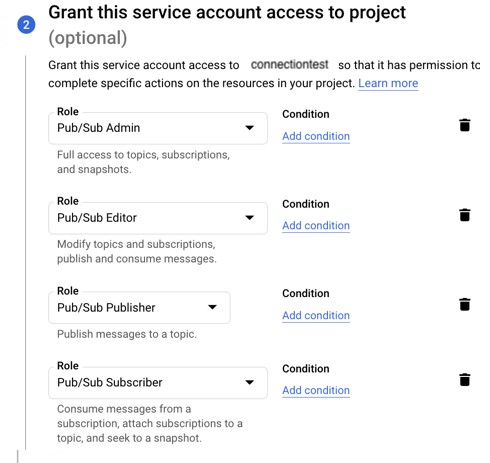 Grant this service account access to project
2
(optional)
Grant this service account access to connectiontest so that it has permission to
complete specific actions on the resources in your project. Learn more
Role
Pub/Sub Admin
Condition
Add condition
Full access to topics, subscriptions,
and snapshots.
Role
Pub/Sub Editor
Condition
Add condition
Modify topics and subscriptions,
publish and consume messages.
Role
Pub/Sub Publisher
Condition
Add condition
Publish messages to a topic.
Role
Pub/Sub Subscriber
Condition
Add condition
Consume messages from a
subscription, attach subscriptions to a
topic, and seek to a snapshot.